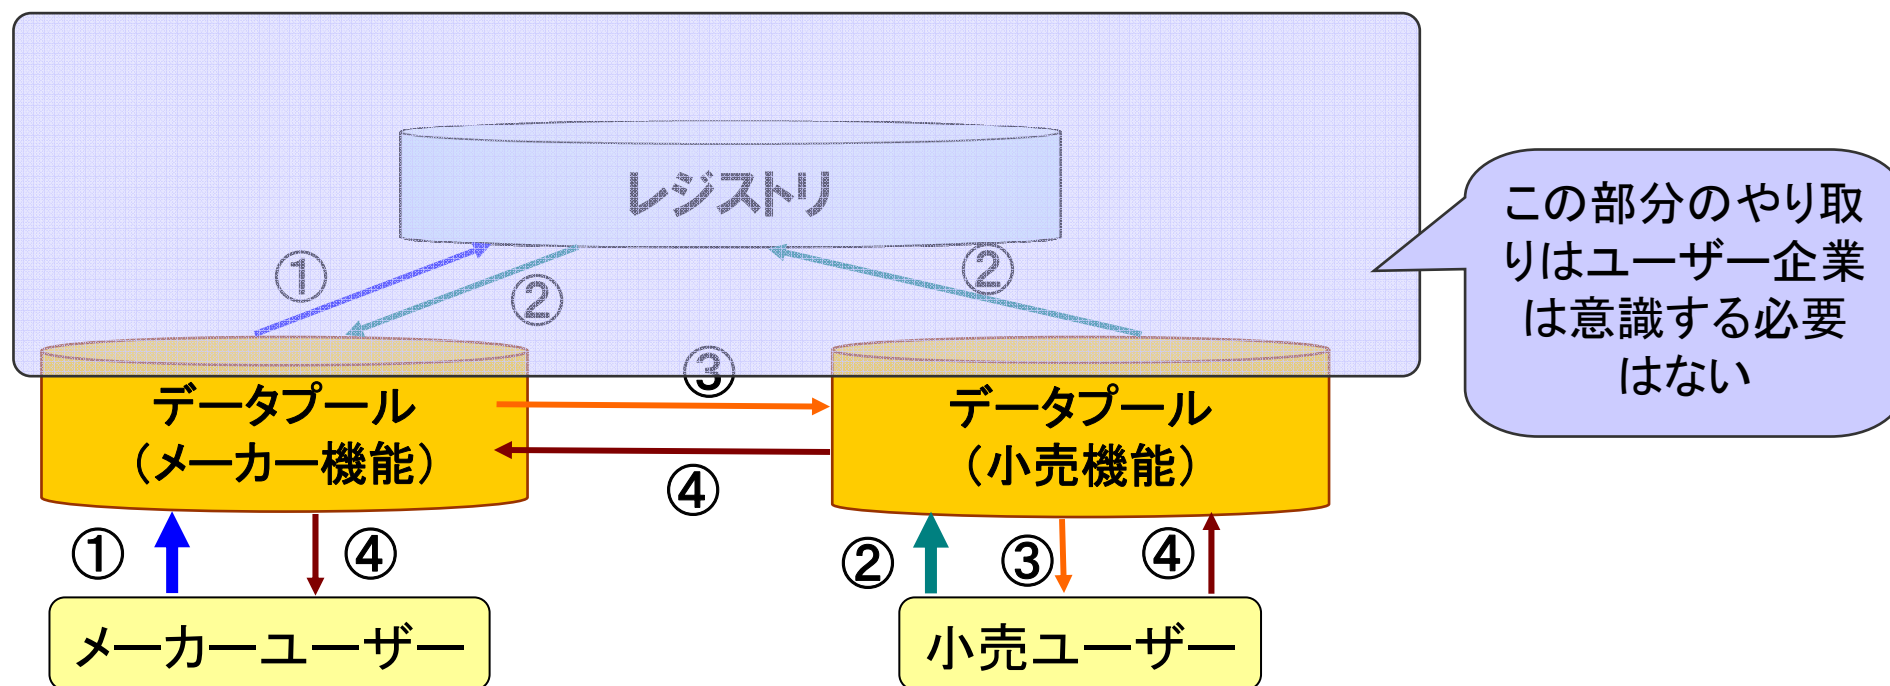 レジストリ
この部分のやり取
りはユーザー企業
は意識する必要
はない
①
②
②
③
データプール
(メーカー機能)
データプール
(小売機能)
④
①
④
②
③
④
メーカーユーザー
小売ユーザー